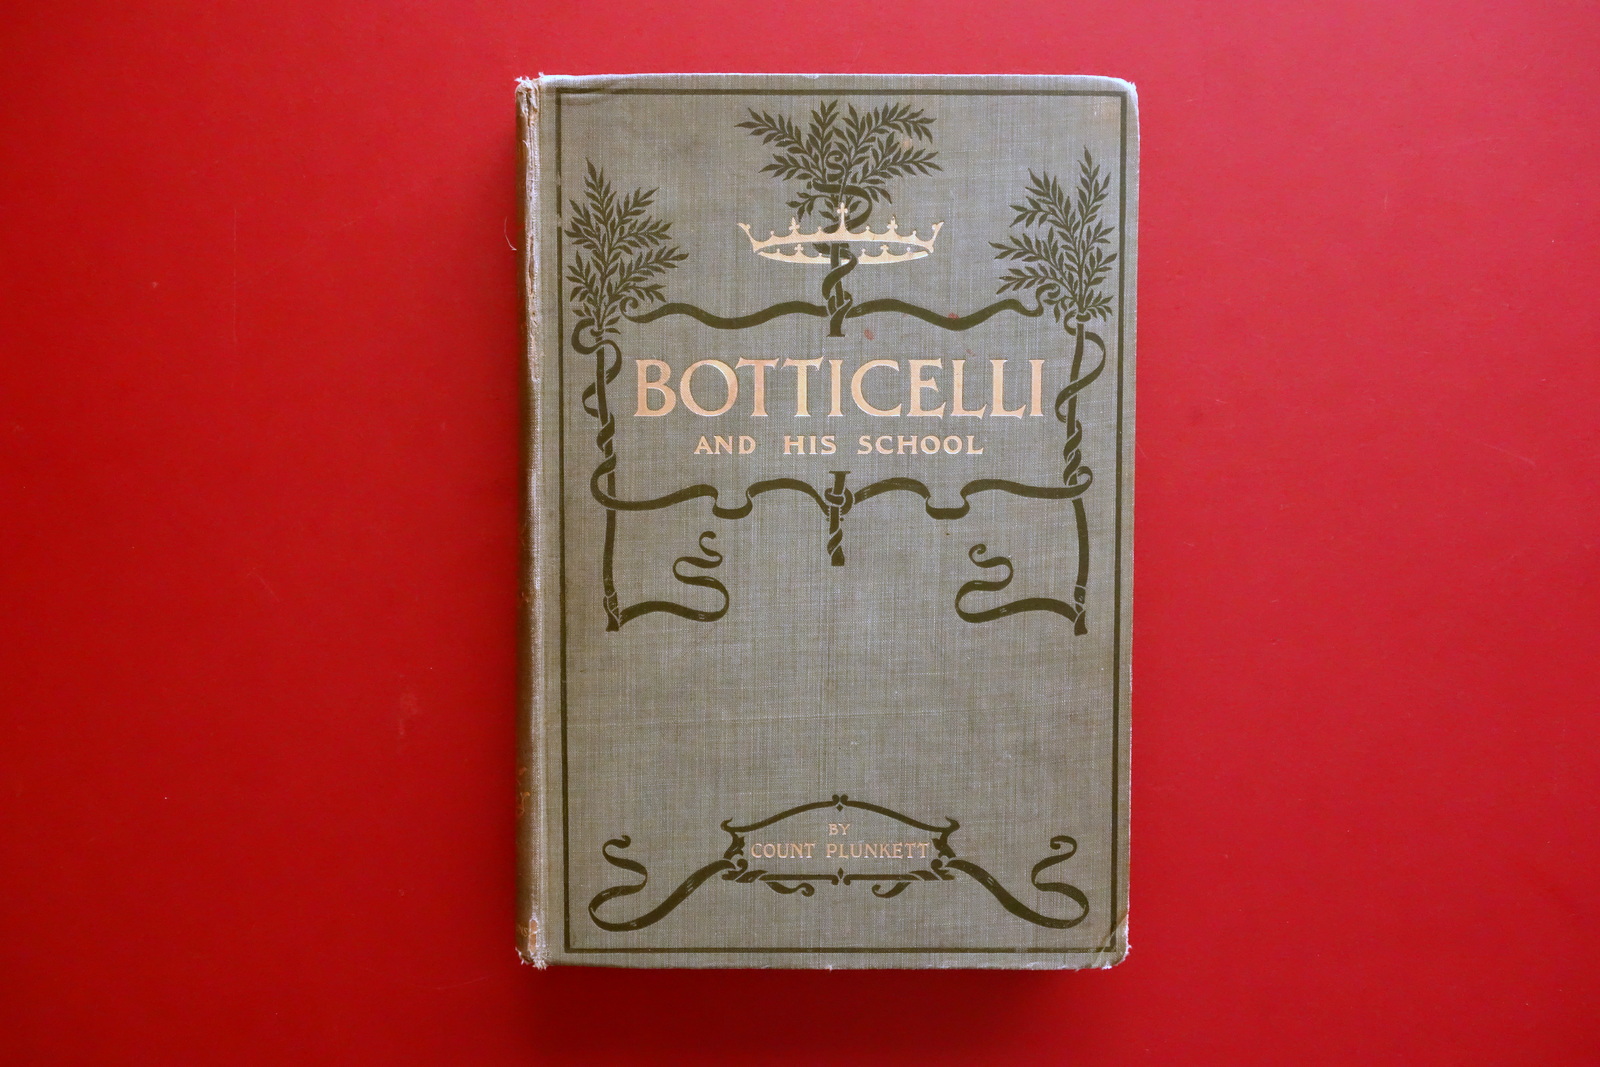 BOTTICELLI
AND HIS SCHOOL
BY
COUNT PLUNKETT